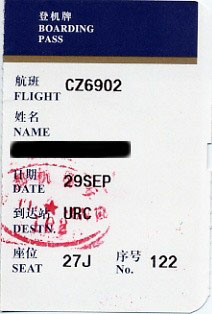 登机牌
BOARDING
PASS
航班 CZ6902
FLIGHT
姓名
NAME
日期
DATE 29SEP
到达站 URC
DESTN.
座位 序号
SEAT 27J No. 122